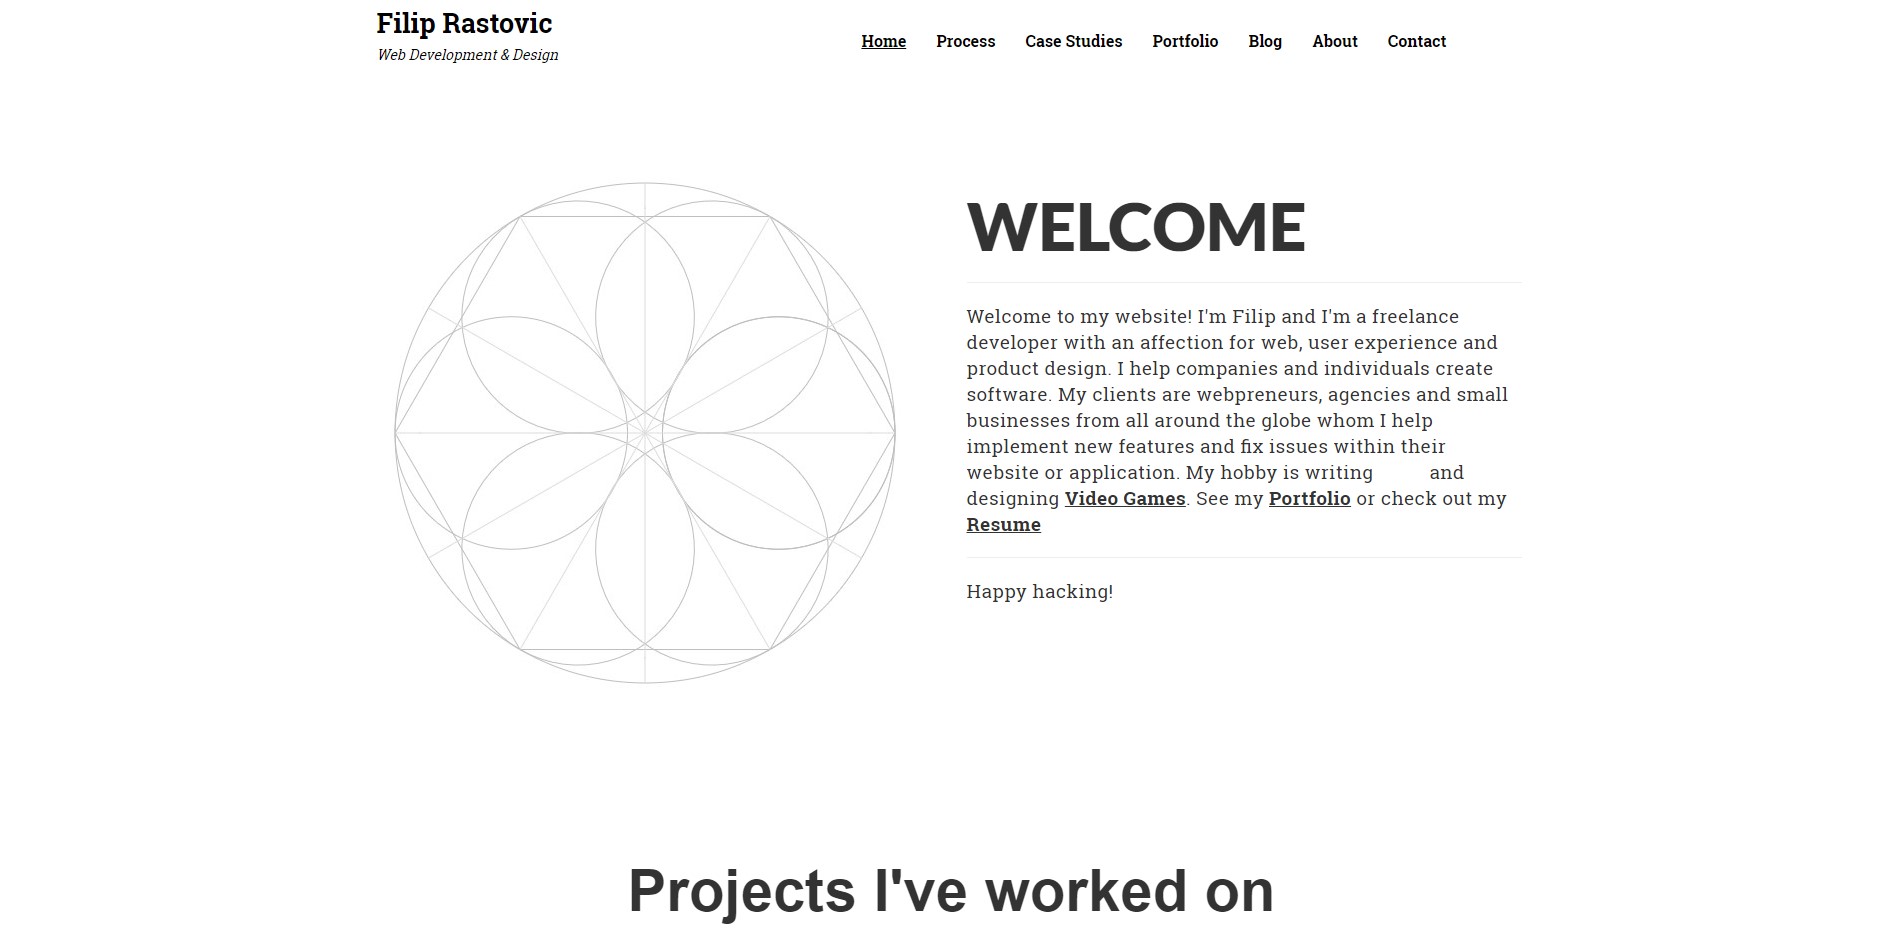 Filip Rastovic
Web Development & Design
Home Process Case Studies Portfolio Blog About Contact
WELCOME
Welcome to my website! I'm Filip and I'm a freelance
developer with an affection for web, user experience and
product design. I help companies and individuals create
software. My clients are webpreneurs, agencies and small
businesses from all around the globe whom I help
implement new features and fix issues within their
website or application. My hobby is writing and
designing Video Games. See my Portfolio or check out my
Resume
Happy hacking!
Projects I've worked on